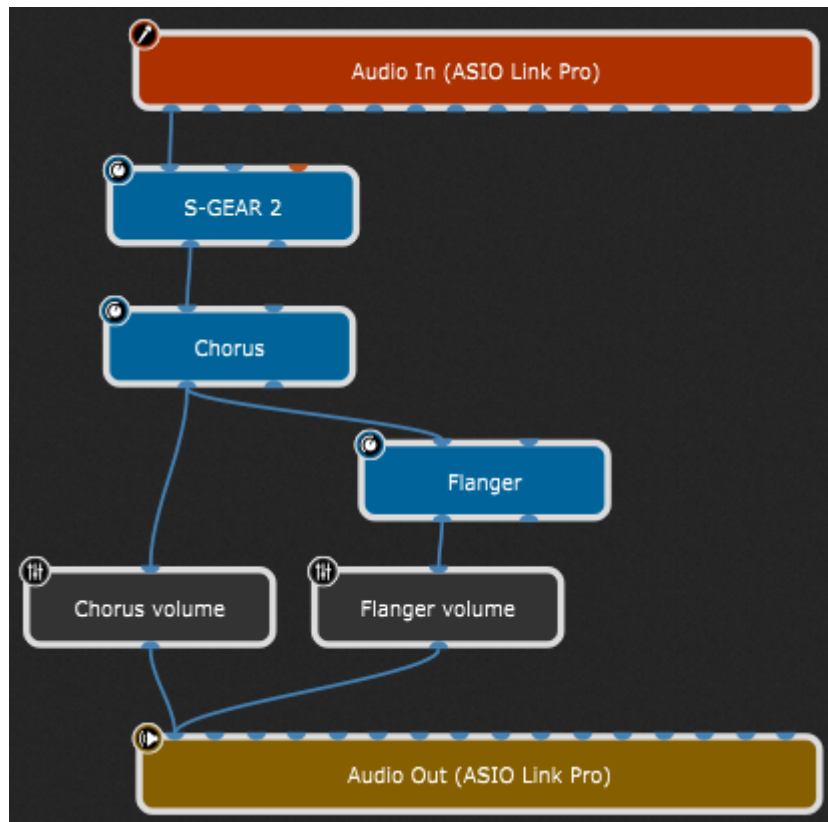 Audio In (ASIO Link Pro)
S-GEAR 2
Chorus
Flanger
Chorus volume
Flanger volume
Audio Out (ASIO Link Pro)